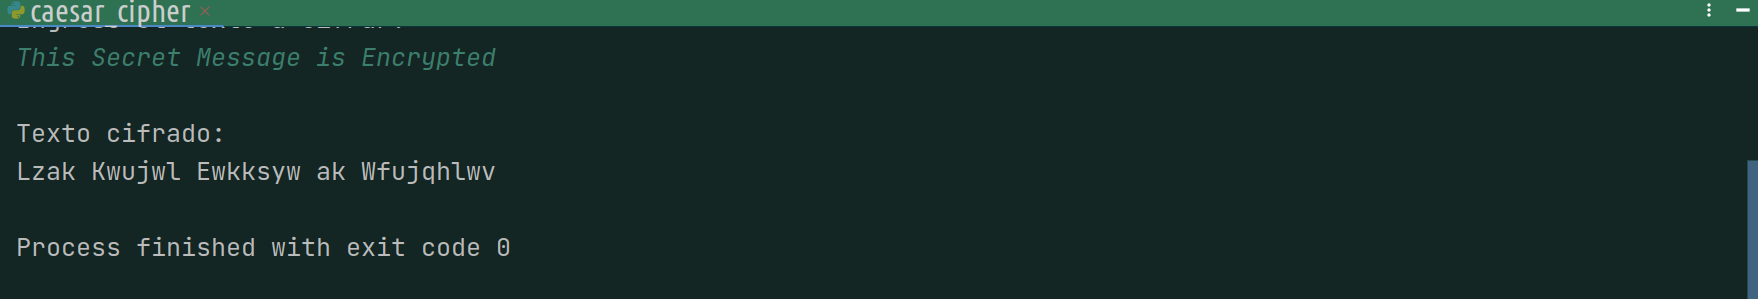 caesar_cipher
This Secret Message is Encrypted
Texto cifrado:
Lzak Kwujwl Ewkksyw ak Wfujqhlwv
Process finished with exit code 0